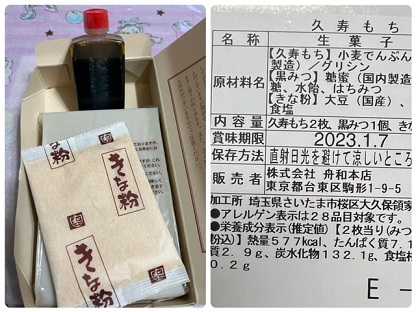 きな粉
きな粉
きな粉
久寿もち
名称 生菓子
原材料名
【久寿もち】小麦でんぷん
製造）／グリシン
【黒みつ】糖蜜（国内製造
糖、水飴、はちみつ
【きな粉】大豆（国産）、
食塩
内容量 久寿もち2枚、黒みつ1個、きな
賞味期限 2023.1.7
保存方法 直射日光を避けて涼しいところ
販売者 株式会社 舟和本店
東京都台東区駒形1-9-5
加工所 埼玉県さいたま市桜区大久保領家
●アレルゲン表示は28品目対象です。
●栄養成分表示(推定値)【2枚当り(みつ
粉込)】熱量577kcal、たんぱく質7.1
質2.9g、炭水化物132.1g、食塩相
0.2g
E－